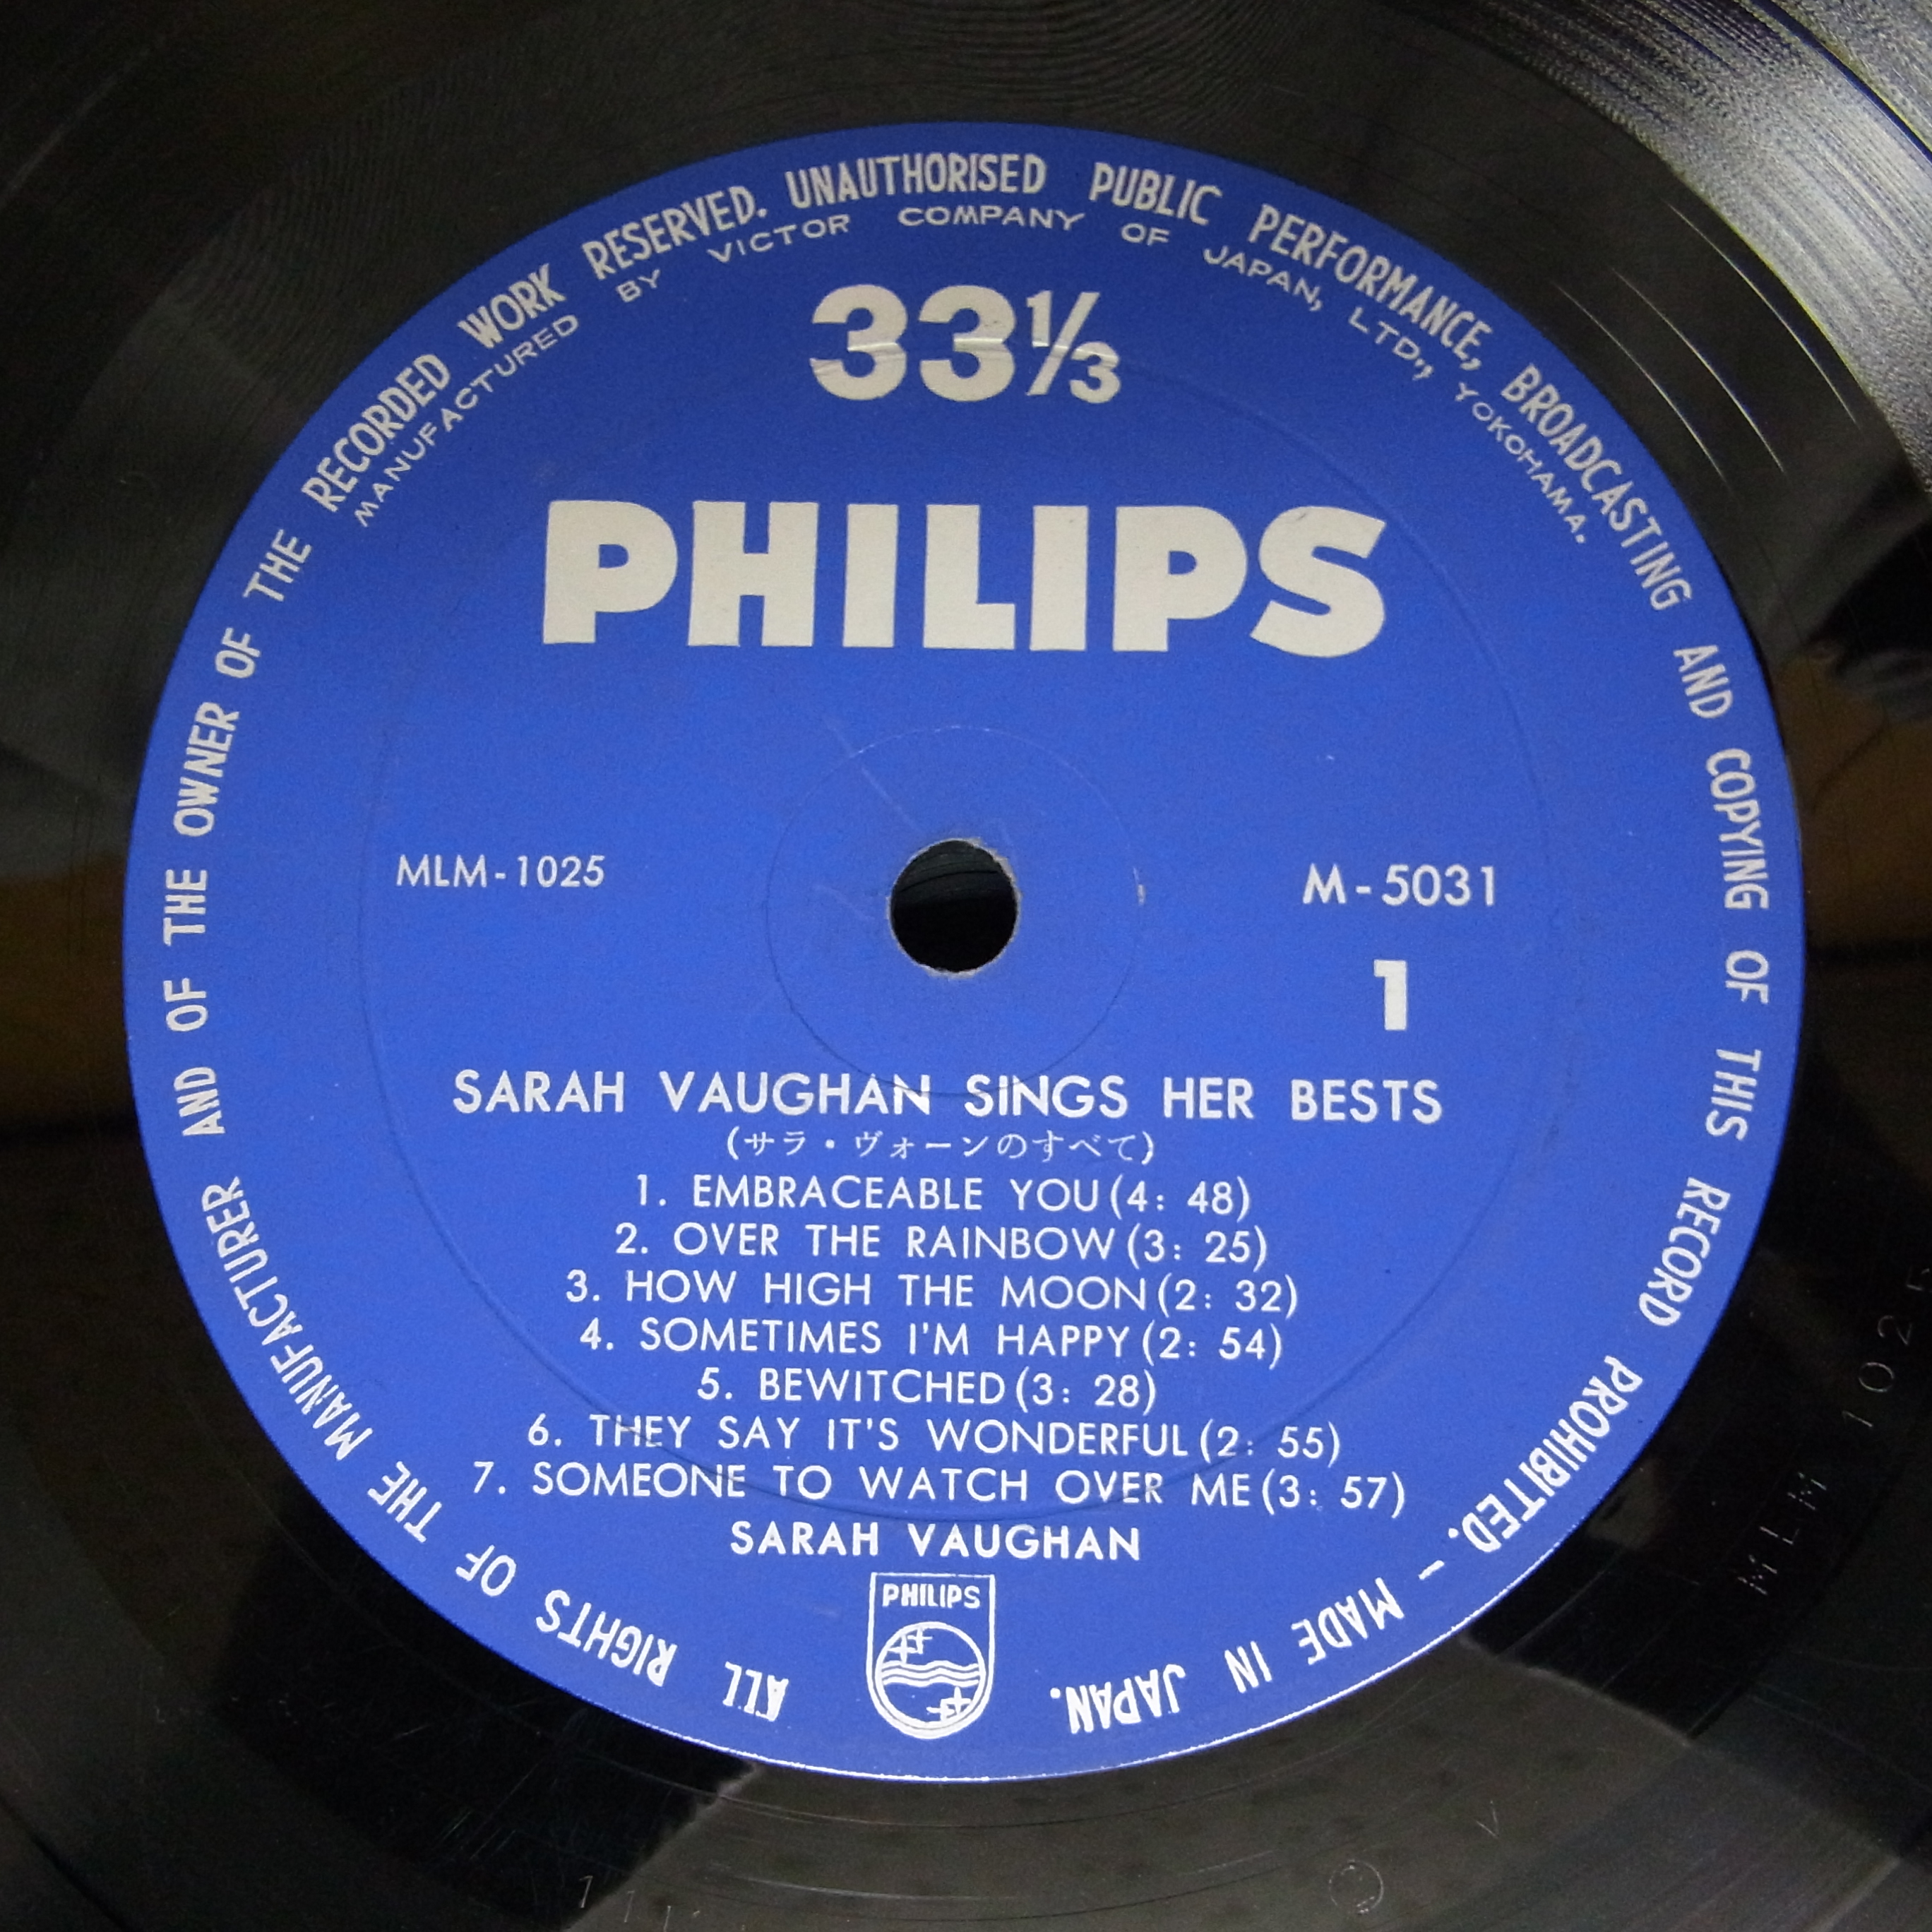 ALL RIGHTS OF THE MANUFACTURER AND OF THE OWNER OF THE RECORDED WORK RESERVED. UNAUTHORISED PUBLIC PERFORMANCE, BROADCASTING AND COPYING OF THIS RECORD PROHIBITED. – MADE IN JAPAN.
MANUFACTURED BY VICTOR COMPANY OF JAPAN, LTD., YOKOHAMA.
33⅓
PHILIPS
MLM-1025
M-5031
1
SARAH VAUGHAN SINGS HER BESTS
(サラ・ヴォーンのすべて)
1. EMBRACEABLE YOU (4: 48)
2. OVER THE RAINBOW (3: 25)
3. HOW HIGH THE MOON (2: 32)
4. SOMETIMES I'M HAPPY (2: 54)
5. BEWITCHED (3: 28)
6. THEY SAY IT'S WONDERFUL (2: 55)
7. SOMEONE TO WATCH OVER ME (3: 57)
SARAH VAUGHAN
PHILIPS
MLM 1025